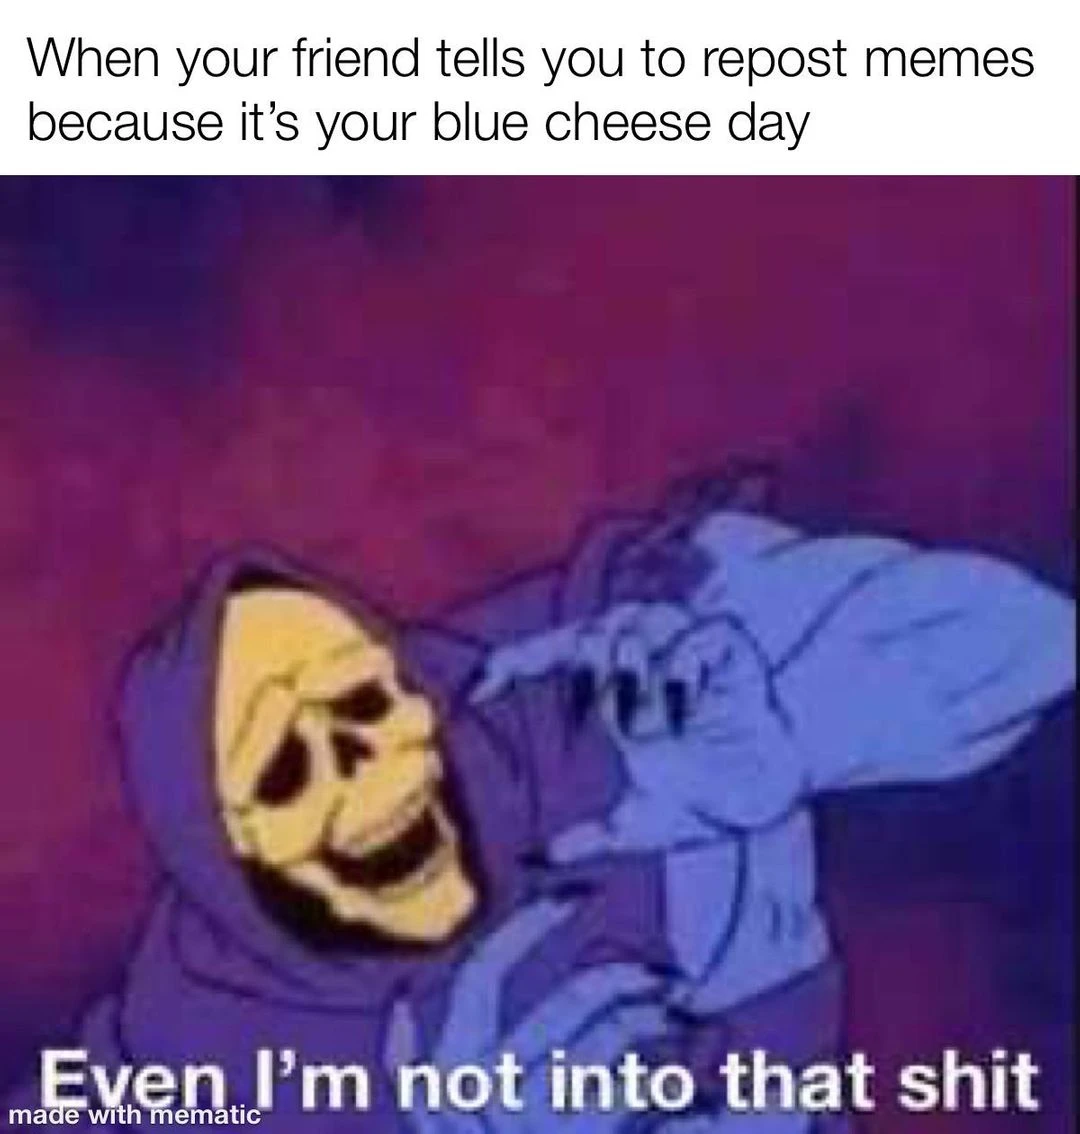 When your friend tells you to repost memes
because it’s your blue cheese day
Even I’m not into that shit
made with mematic